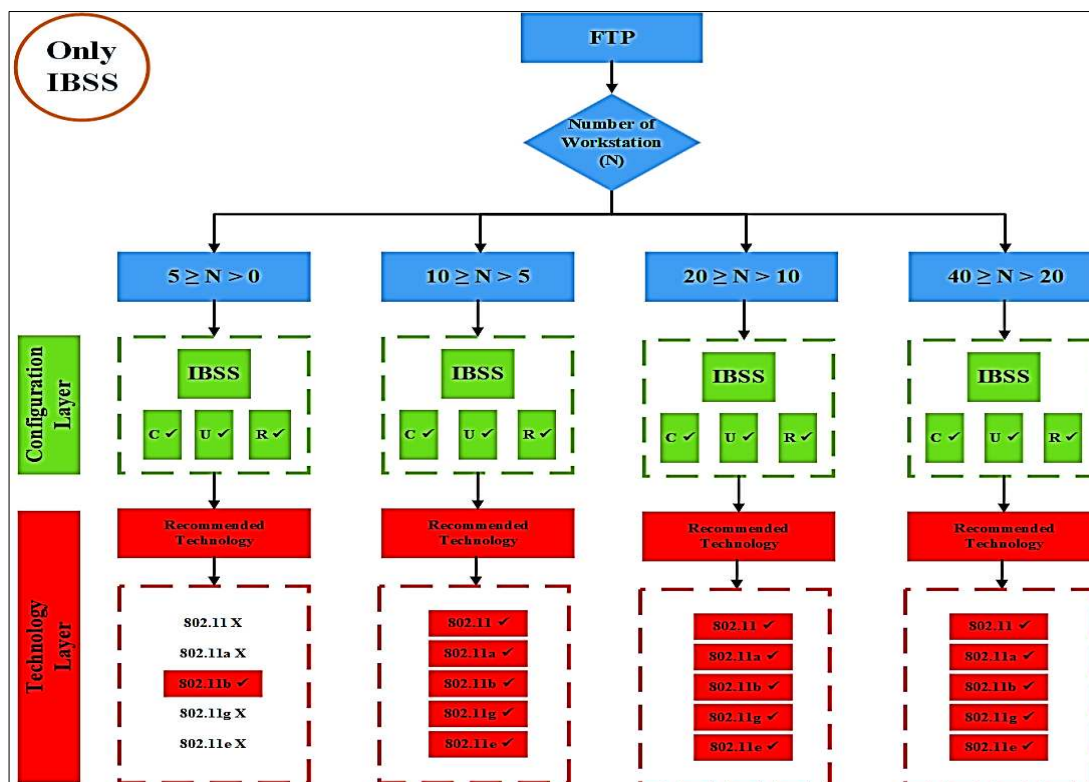 Only
IBSS
FTP
Number of
Workstation
(N)
5 ≥ N > 0
10 ≥ N > 5
20 ≥ N > 10
40 ≥ N > 20
Configuration
Layer
IBSS
C ✓ U ✓ R ✓
IBSS
C ✓ U ✓ R ✓
IBSS
C ✓ U ✓ R ✓
IBSS
C ✓ U ✓ R ✓
Technology
Layer
Recommended
Technology
802.11 X
802.11a X
802.11b ✓
802.11g X
802.11e X
Recommended
Technology
802.11 ✓
802.11a ✓
802.11b ✓
802.11g ✓
802.11e ✓
Recommended
Technology
802.11 ✓
802.11a ✓
802.11b ✓
802.11g ✓
802.11e ✓
Recommended
Technology
802.11 ✓
802.11a ✓
802.11b ✓
802.11g ✓
802.11e ✓